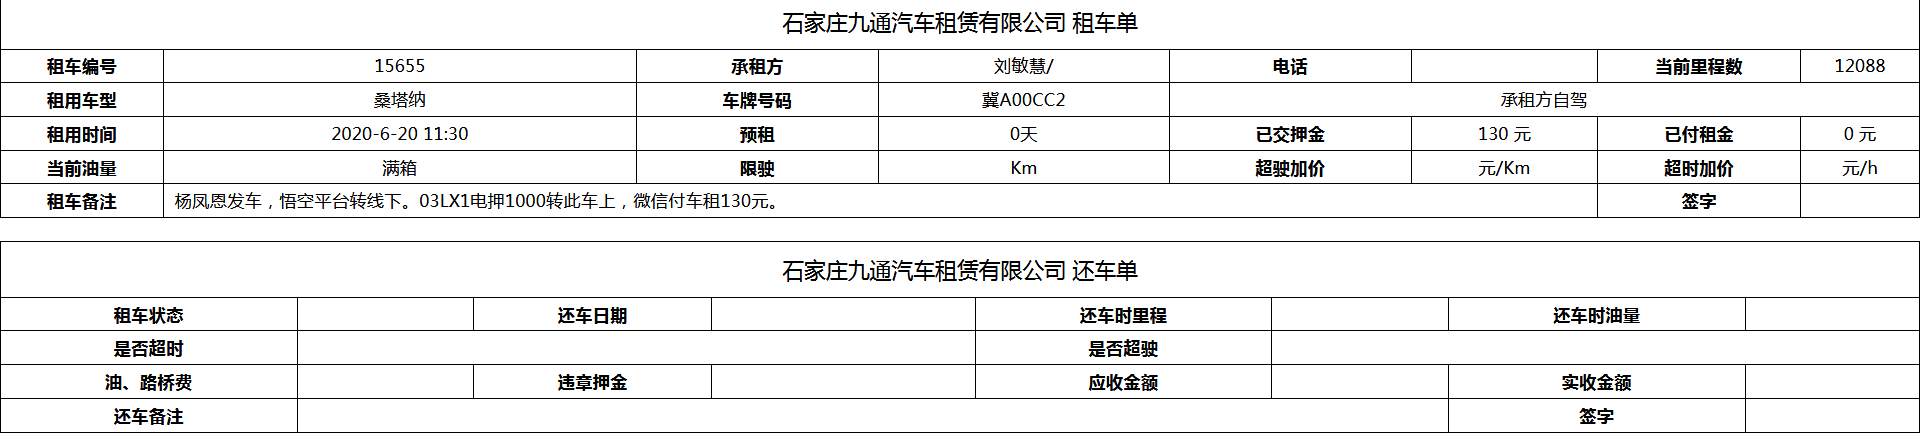 石家庄九通汽车租赁有限公司 租车单
租车编号 15655 承租方 刘敏慧/ 电话 当前里程数 12088
租用车型 桑塔纳 车牌号码 冀A00CC2 承租方自驾
租用时间 2020-6-20 11:30 预租 0天 已交押金 130 元 已付租金 0 元
当前油量 满箱 限驶 Km 超驶加价 元/Km 超时加价 元/h
租车备注 杨凤恩发车，悟空平台转线下。03LX1电押1000转此车上，微信付车租130元。 签字
石家庄九通汽车租赁有限公司 还车单
租车状态 还车日期 还车时里程 还车时油量
是否超时 是否超驶
油、路桥费 违章押金 应收金额 实收金额
还车备注 签字